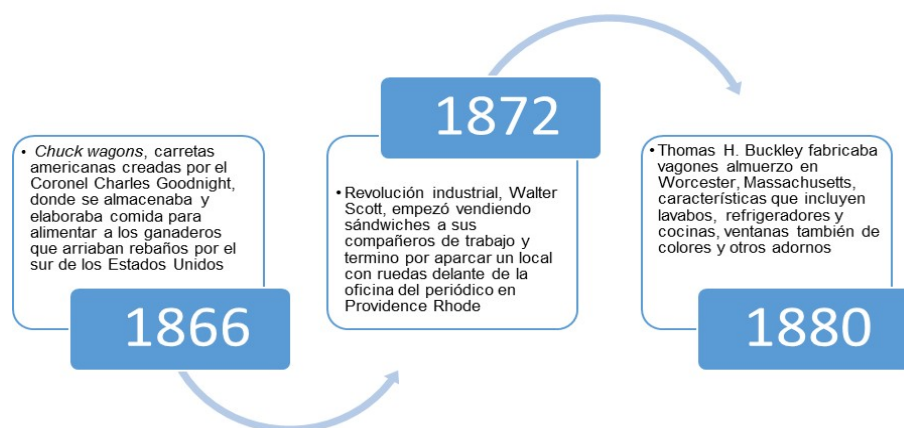 • Chuck wagons, carretas
americanas creadas por el
Coronel Charles Goodnight,
donde se almacenaba y
elaboraba comida para
alimentar a los ganaderos
que arriaban rebaños por el
sur de los Estados Unidos
1866
1872
• Revolución industrial, Walter
Scott, empezó vendiendo
sándwiches a sus
compañeros de trabajo y
termino por aparcar un local
con ruedas delante de la
oficina del periódico en
Providence Rhode
• Thomas H. Buckley fabricaba
vagones almuerzo en
Worcester, Massachusetts,
características que incluyen
lavabos, refrigeradores y
cocinas, ventanas también de
colores y otros adornos
1880